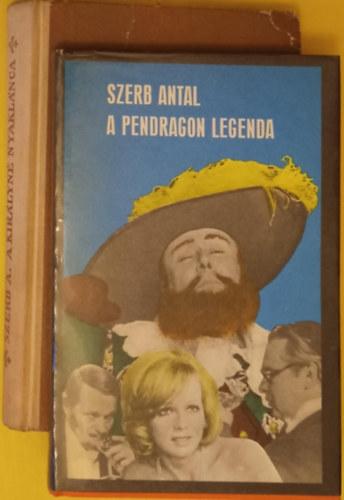 SZERB ANTAL
A PENDRAGON LEGENDA
SZERB A. A KIRÁLYNÉ NYAKLÁNCA